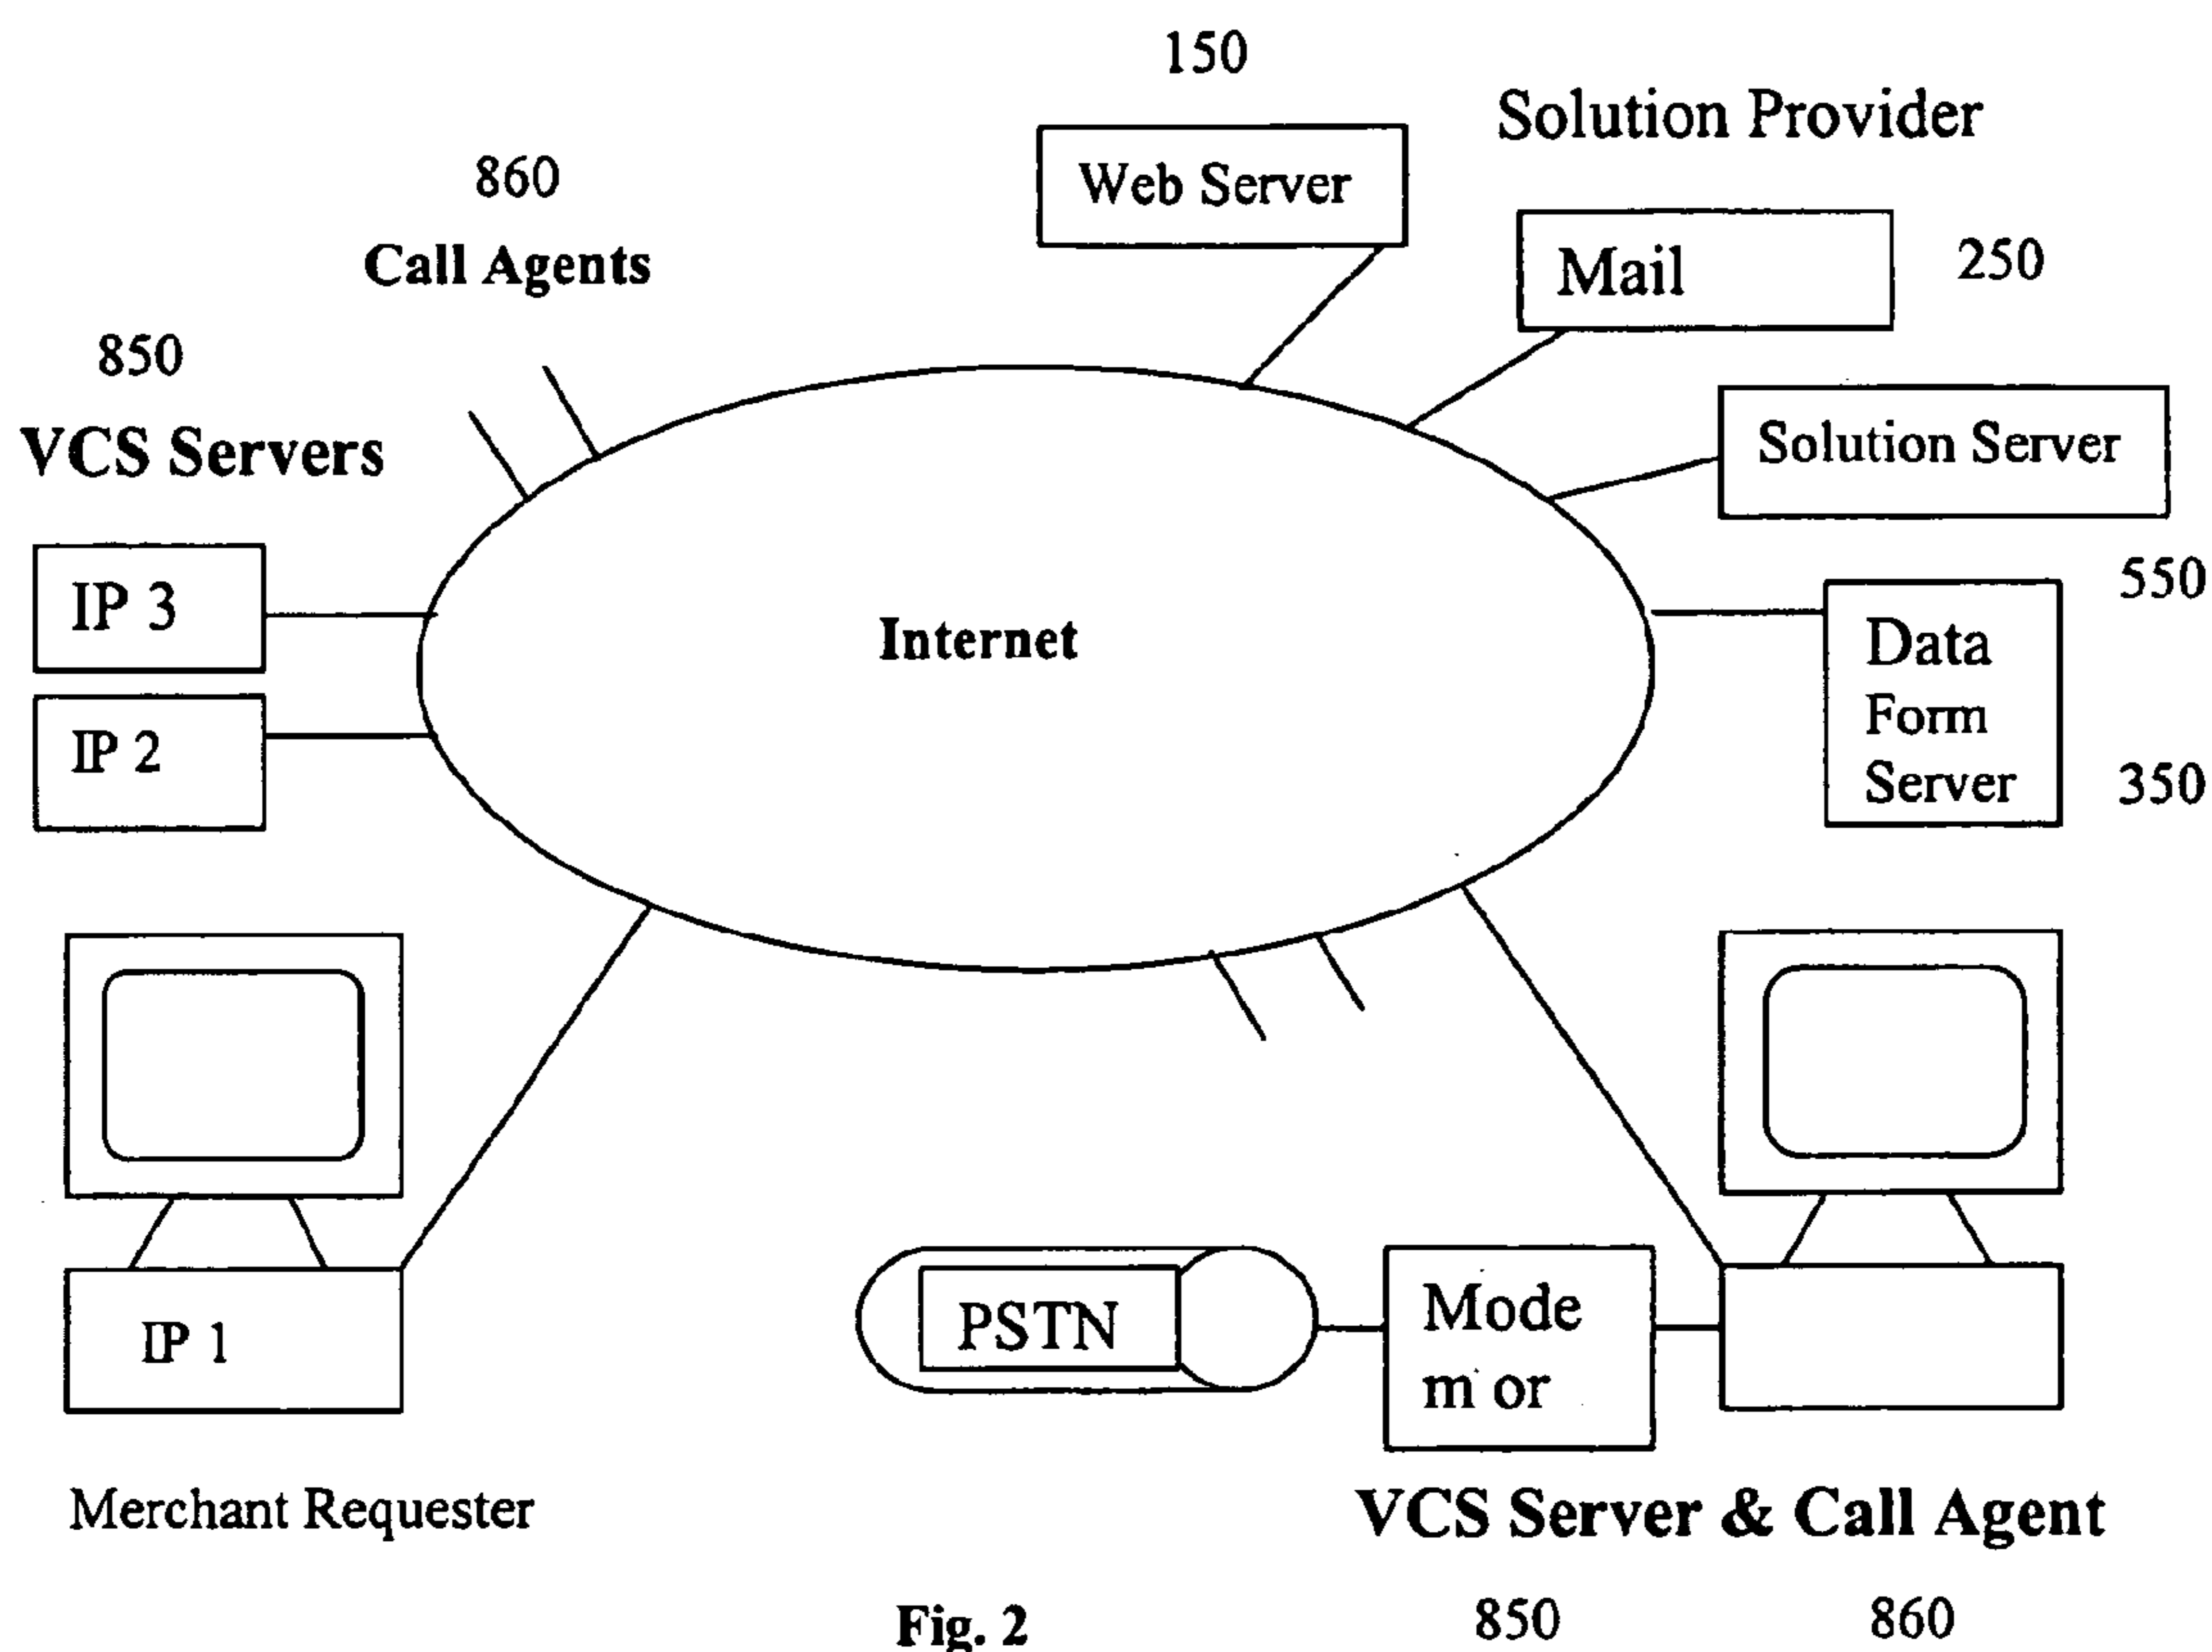 150
Solution Provider
860
Web Server
Call Agents
Mail
250
850
VCS Servers
Solution Server
IP 3
550
Internet
Data
Form
Server
IP 2
350
PSTN
Mode
m or
IP 1
Merchant Requester
VCS Server & Call Agent
Fig. 2
850
860